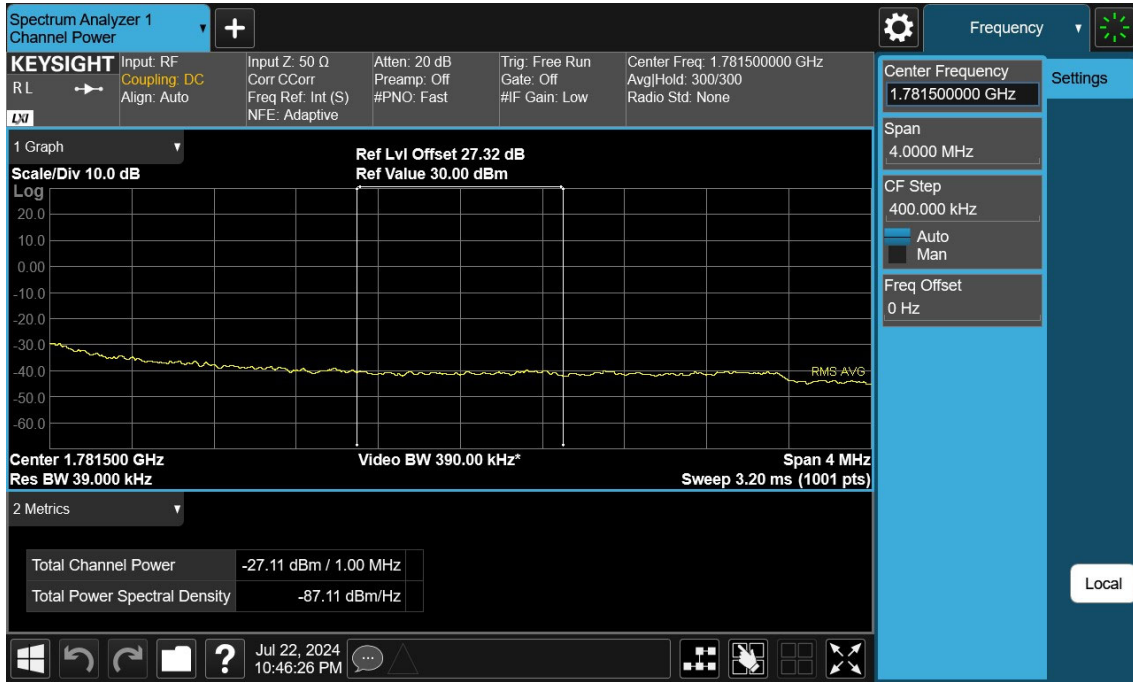 Spectrum Analyzer 1
Channel Power
+
Frequency
KEYSIGHT
R L
LXI
Input: RF
Coupling: DC
Align: Auto
Input Z: 50 Ω
Corr CCorr
Freq Ref: Int (S)
NFE: Adaptive
Atten: 20 dB
Preamp: Off
#PNO: Fast
Trig: Free Run
Gate: Off
#IF Gain: Low
Center Freq: 1.781500000 GHz
Avg|Hold: 300/300
Radio Std: None
Center Frequency
1.781500000 GHz
Settings
Span
4.0000 MHz
CF Step
400.000 kHz
Auto
Man
Freq Offset
0 Hz
Local
1 Graph
Scale/Div 10.0 dB
Ref Lvl Offset 27.32 dB
Ref Value 30.00 dBm
Log
20.0
10.0
0.00
-10.0
-20.0
-30.0
-40.0
-50.0
-60.0
RMS AVG
Center 1.781500 GHz
Video BW 390.00 kHz*
Span 4 MHz
Res BW 39.000 kHz
Sweep 3.20 ms (1001 pts)
2 Metrics
Total Channel Power -27.11 dBm / 1.00 MHz
Total Power Spectral Density -87.11 dBm/Hz
?
Jul 22, 2024
10:46:26 PM